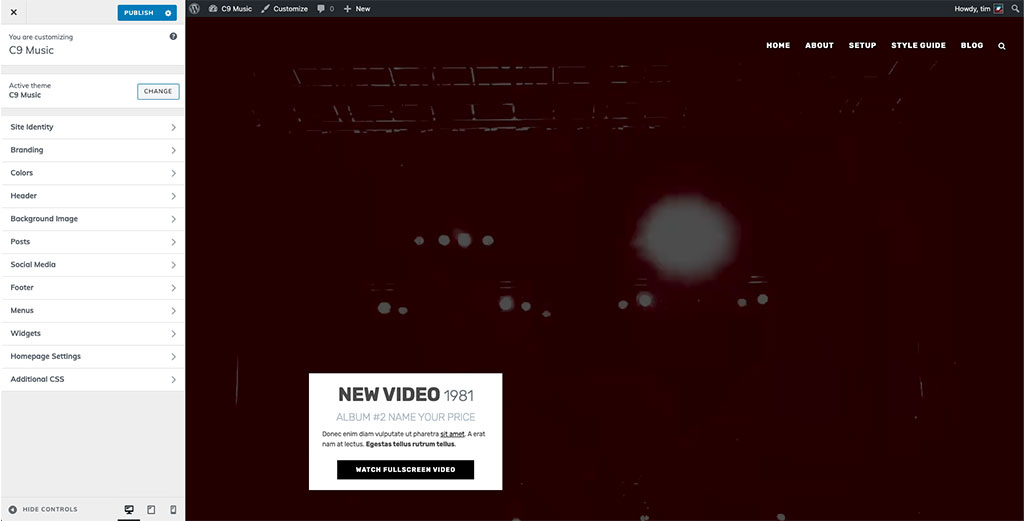 PUBLISH
C9 Music
Customize
0
New
Howdy, tim
You are customizing
C9 Music
Active theme
C9 Music
CHANGE
Site Identity
Branding
Colors
Header
Background Image
Posts
Social Media
Footer
Menus
Widgets
Homepage Settings
Additional CSS
HIDE CONTROLS
HOME ABOUT SETUP STYLE GUIDE BLOG
NEW VIDEO 1981
ALBUM #2 NAME YOUR PRICE
Donec enim diam vulputate ut pharetra sit amet. A erat
nam at lectus. Egestas tellus rutrum tellus.
WATCH FULLSCREEN VIDEO